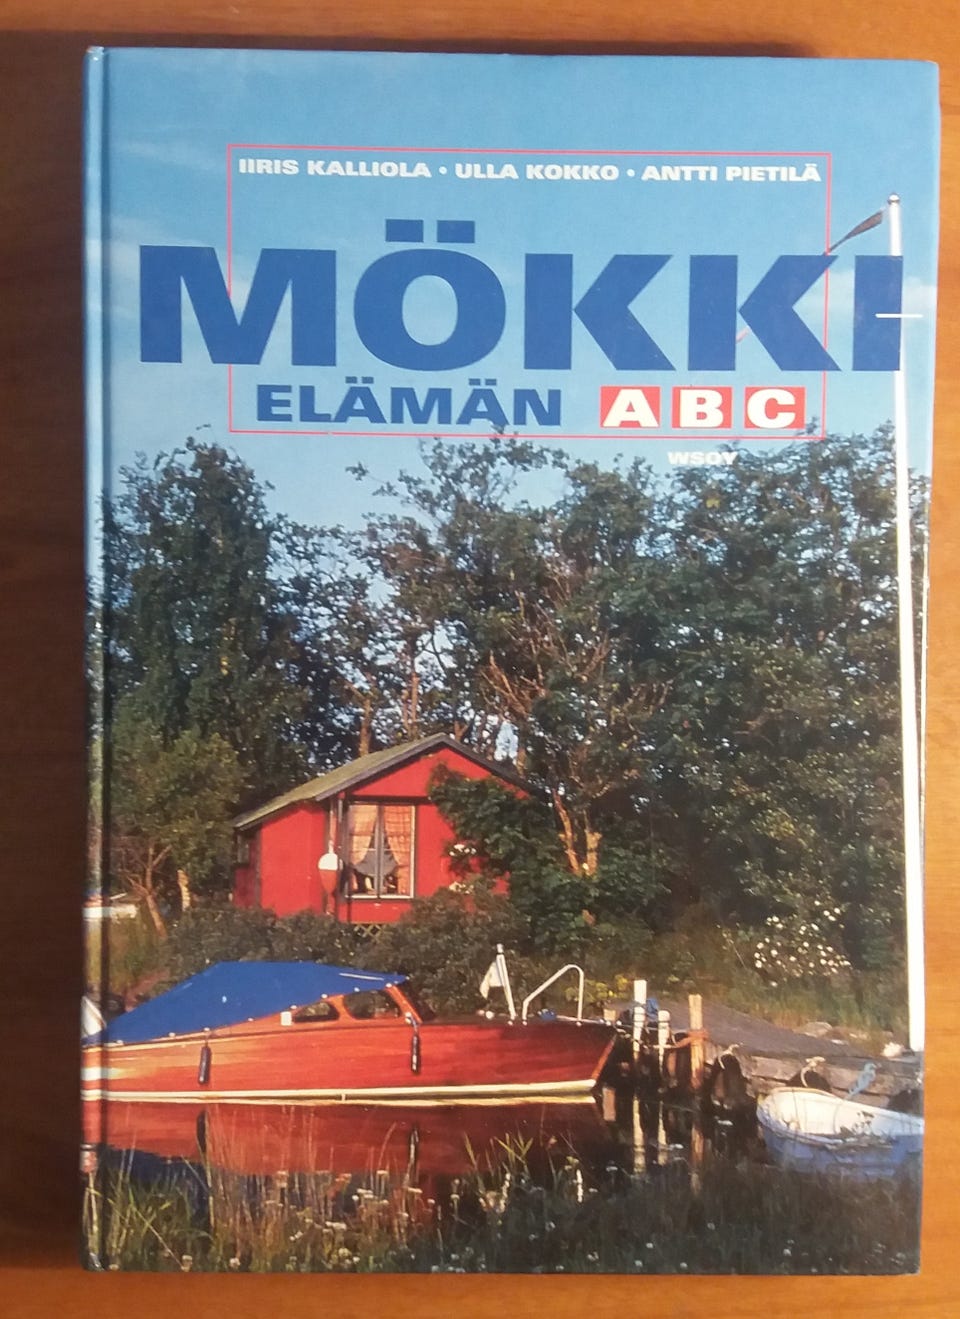 IIRIS KALLIOLA • ULLA KOKKO • ANTTI PIETILÄ
MÖKKI
ELÄMÄN ABC
WSOY